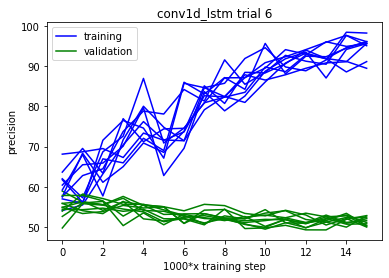 conv1d_lstm trial 6
training
validation
precision
100
90
80
70
60
50
0 2 4 6 8 10 12 14
1000*x training step